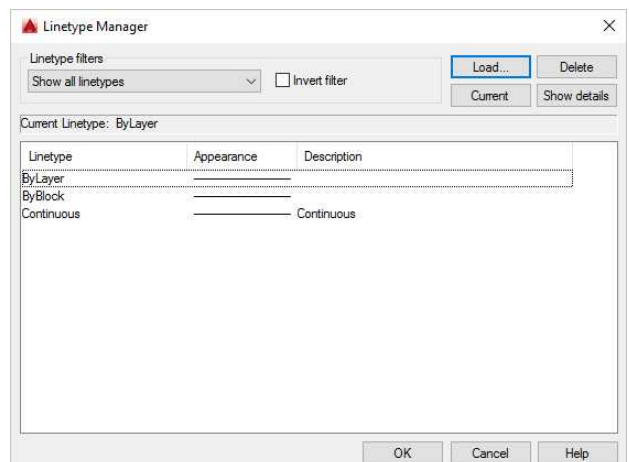 Linetype Manager
Linetype filters
Show all linetypes
Invert filter
Load...
Delete
Current
Show details
Current Linetype: ByLayer
Linetype Appearance Description
ByLayer
ByBlock
Continuous Continuous
OK Cancel Help